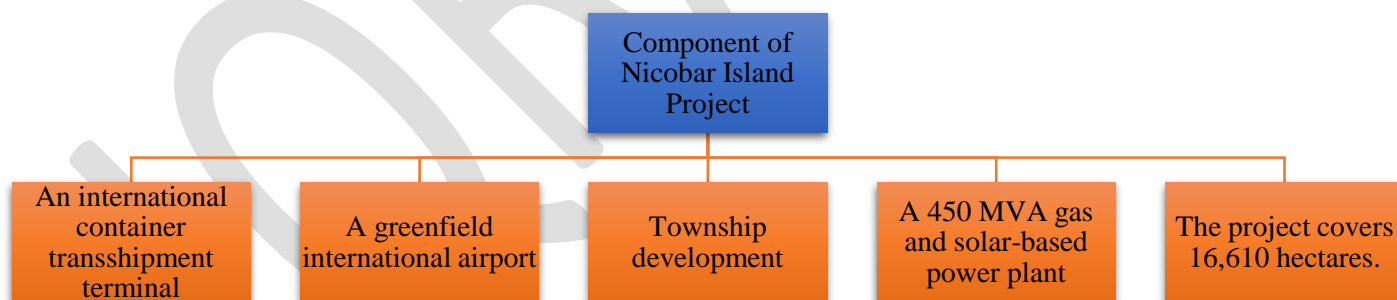 Component of
Nicobar Island
Project
An international
container
transshipment
terminal
A greenfield
international airport
Township
development
A 450 MVA gas
and solar-based
power plant
The project covers
16,610 hectares.